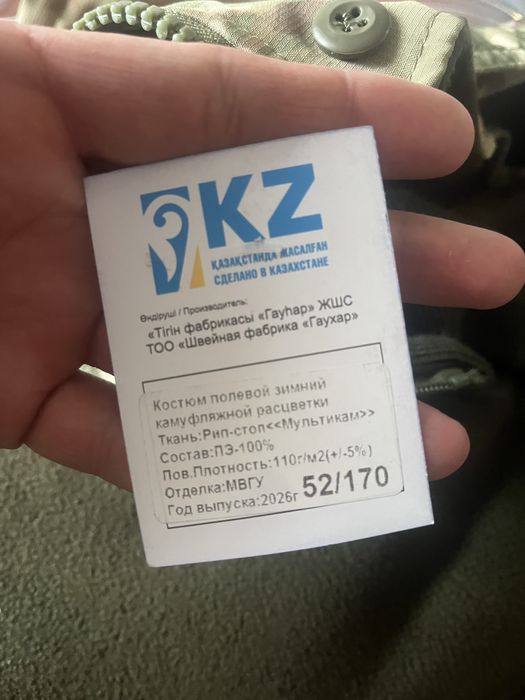 KZ
ҚАЗАҚСТАНДА ЖАСАЛҒАН
СДЕЛАНО В КАЗАХСТАНЕ
Өндіруші / Производитель:
«Тігін фабрикасы «Гауһар» ЖШС
ТОО «Швейная фабрика «Гаухар»
Костюм полевой зимний
камуфляжной расцветки
Ткань:Рип-стоп<<Мультикам>>
Состав:ПЭ-100%
Пов.Плотность:110г/м2(+/-5%)
Отделка:МВГУ
Год выпуска:2026г 52/170